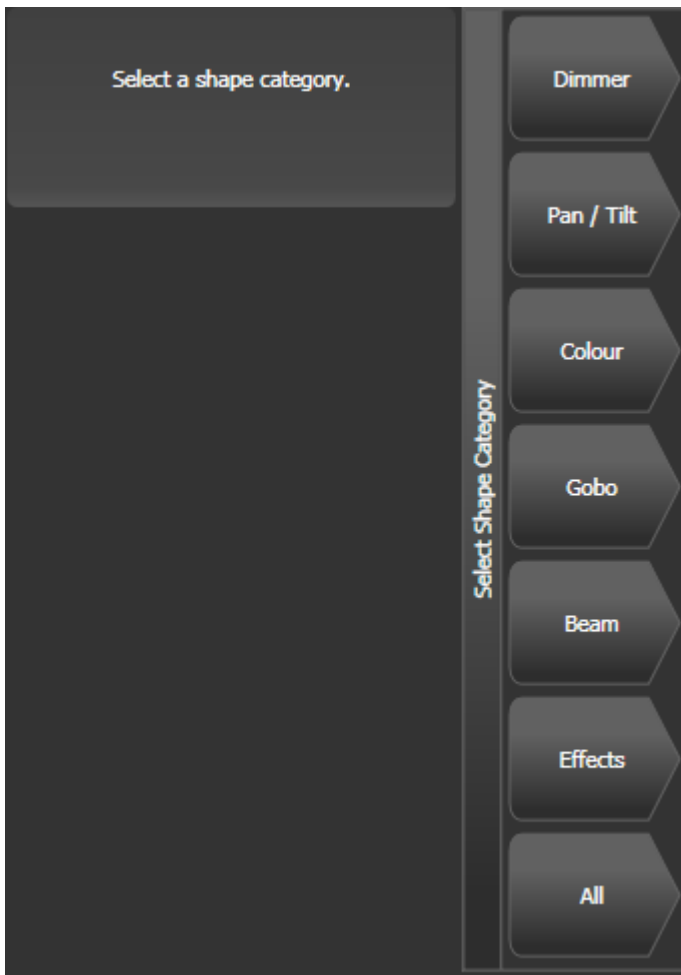 Select a shape category.
Select Shape Category
Dimmer
Pan / Tilt
Colour
Gobo
Beam
Effects
All